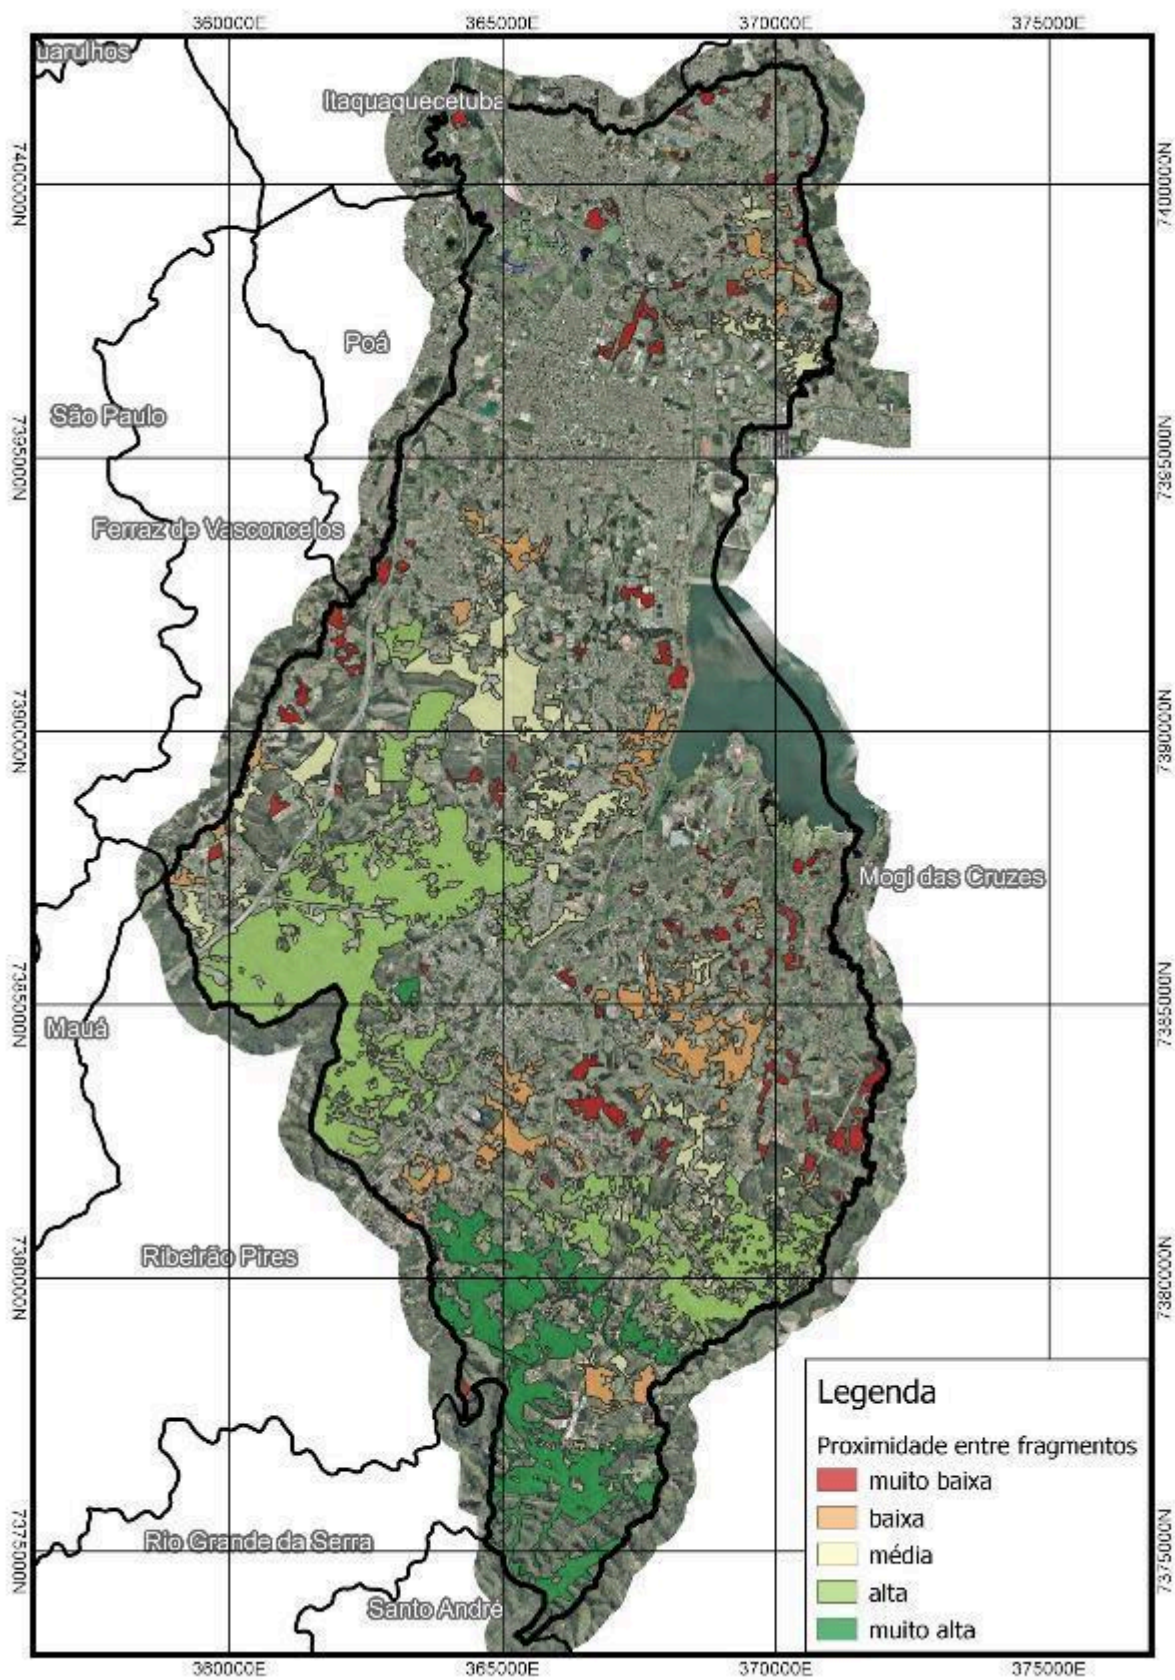 360000E 365000E 370000E 375000E
uarulhos
Itaquaquecetuba
7400000N 7400000N
Poá
São Paulo
7395000N 7395000N
Ferraz de Vasconcelos
7390000N 7390000N
Mogi das Cruzes
7385000N 7385000N
Mauá
Ribeirão Pires
7380000N 7380000N
Legenda
Proximidade entre fragmentos
muito baixa
baixa
média
alta
muito alta
Rio Grande da Serra
7375000N 7375000N
Santo André
360000E 365000E 370000E 375000E